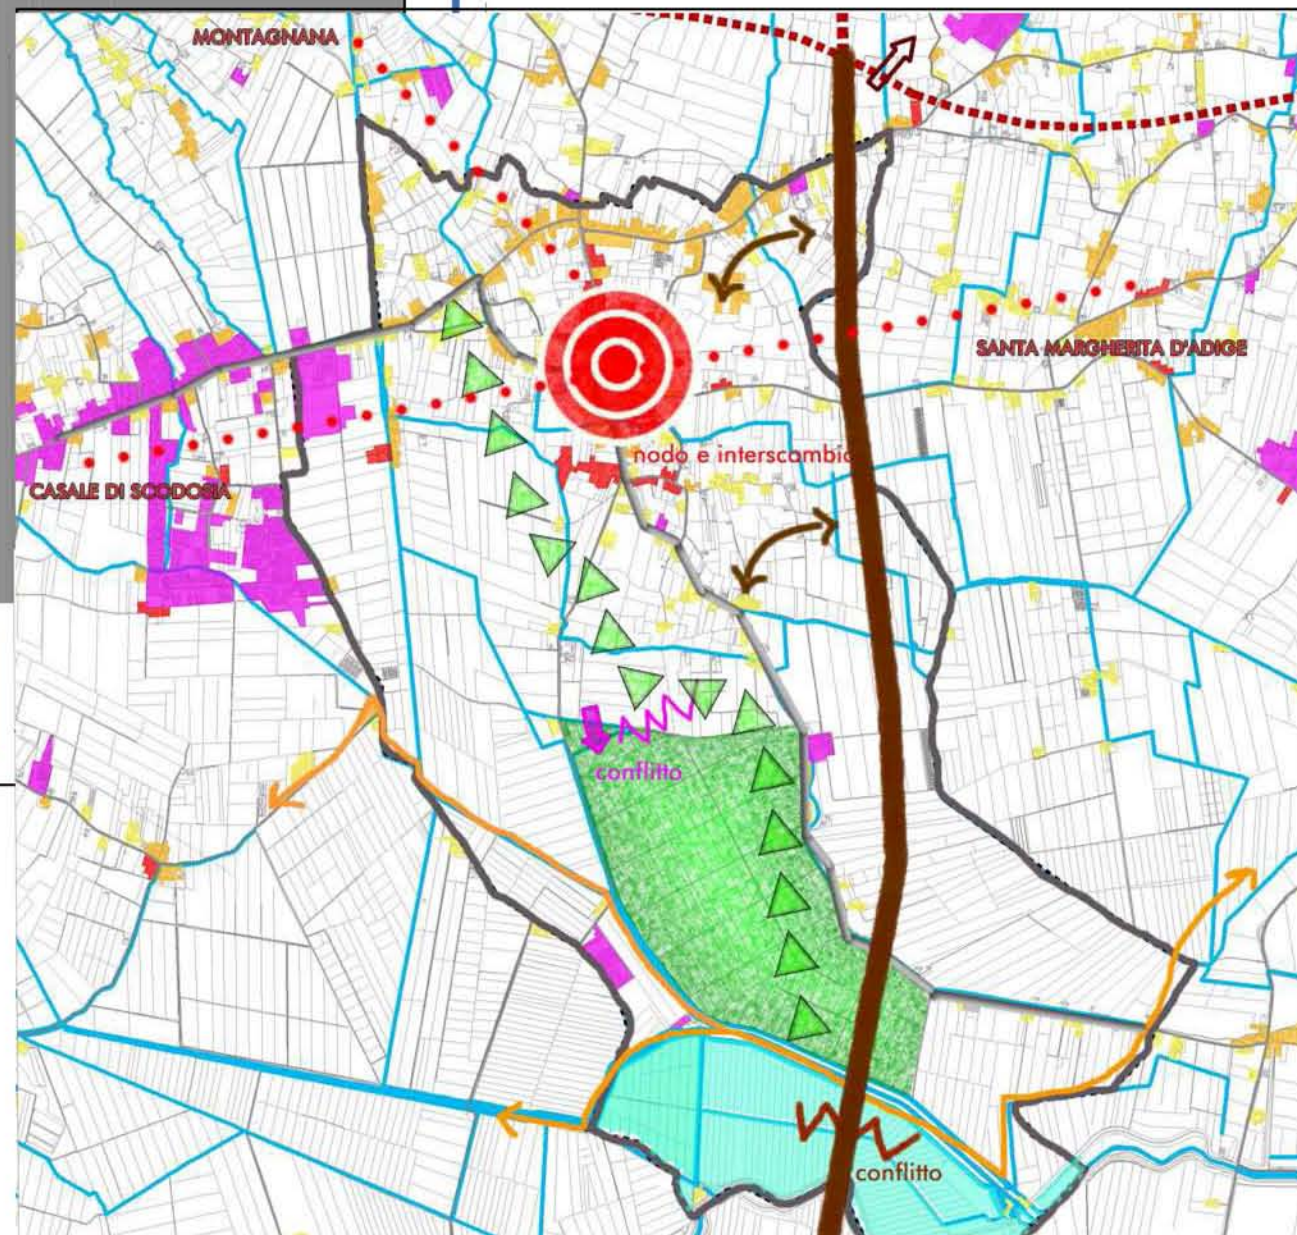 MONTAGNANA
SANTA MARGHERITA D'ADIGE
nodo e interscambio
CASALE DI SCODOSIA
conflitto
conflitto